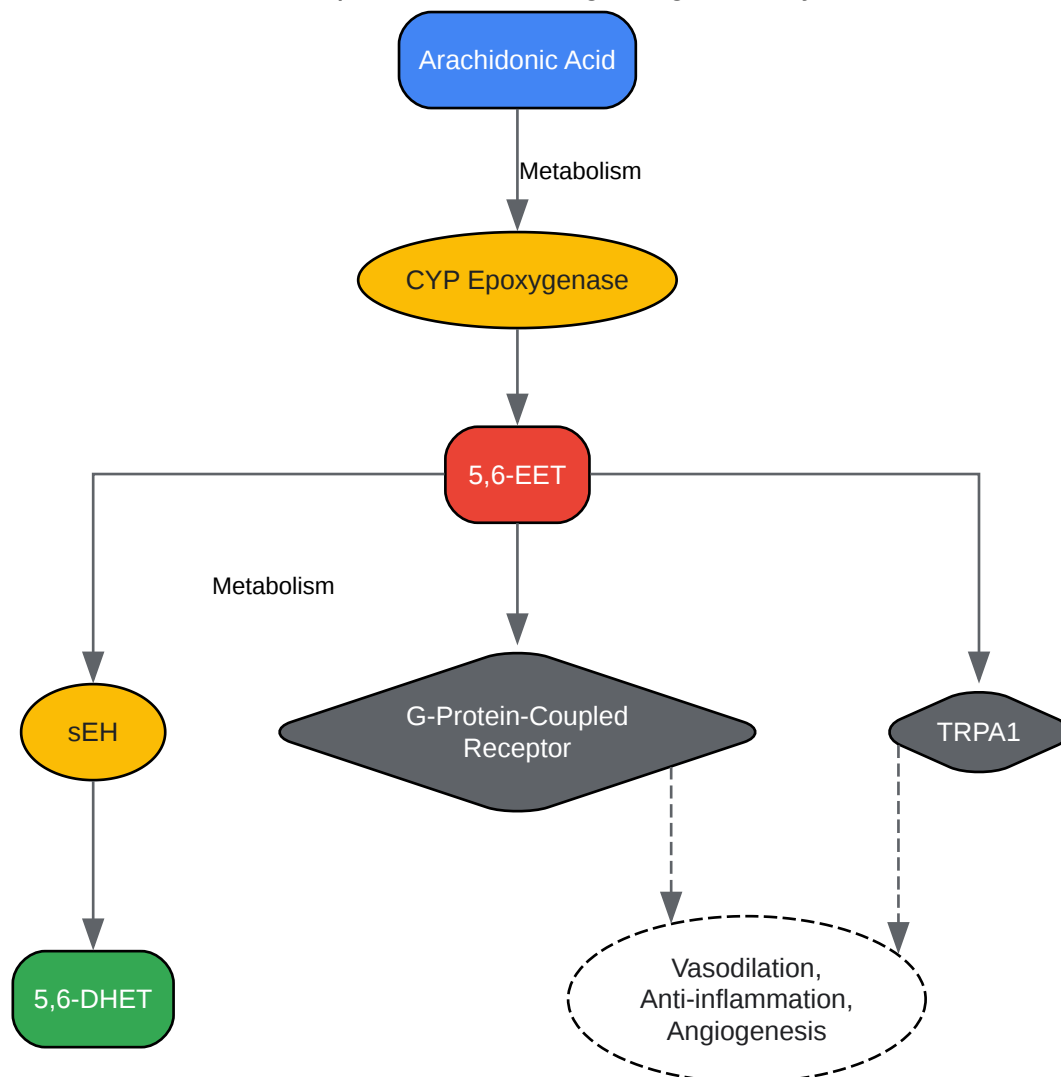 Arachidonic Acid
Metabolism
CYP Epoxygenase
5,6-EET
Metabolism
sEH
G-Protein-Coupled
Receptor
TRPA1
5,6-DHET
Vasodilation,
Anti-inflammation,
Angiogenesis